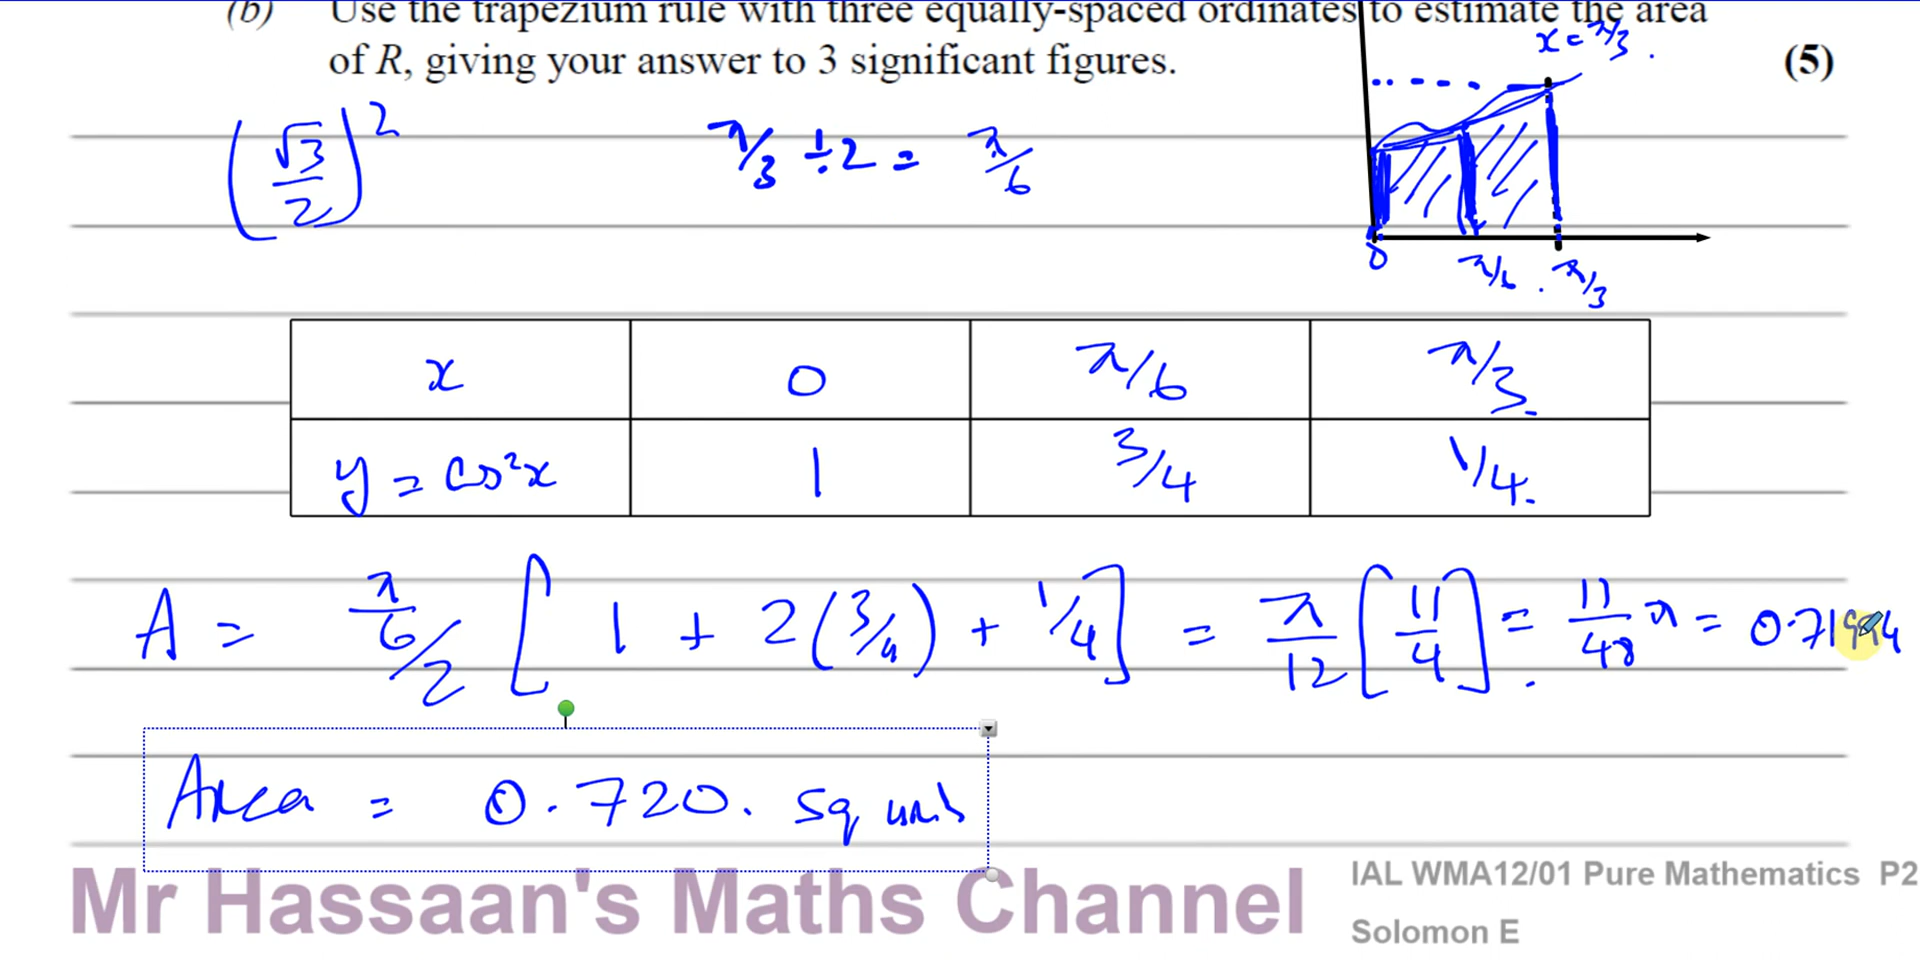 (b) Use the trapezium rule with three equally-spaced ordinates to estimate the area
of R, giving your answer to 3 significant figures.
(5)
x = π/3 .
(√3/2)²
π/3 ÷ 2 = π/6
0 π/6 . π/3
x 0 π/6 π/3
y = cos²x 1 3/4 1/4.
A = π/6/2 [ 1 + 2(3/4) + 1/4 ] = π/12 [ 11/4 ] = 11/48 π = 0.71994
Area = 0.720. sq units
Mr Hassaan's Maths Channel
IAL WMA12/01 Pure Mathematics P2
Solomon E